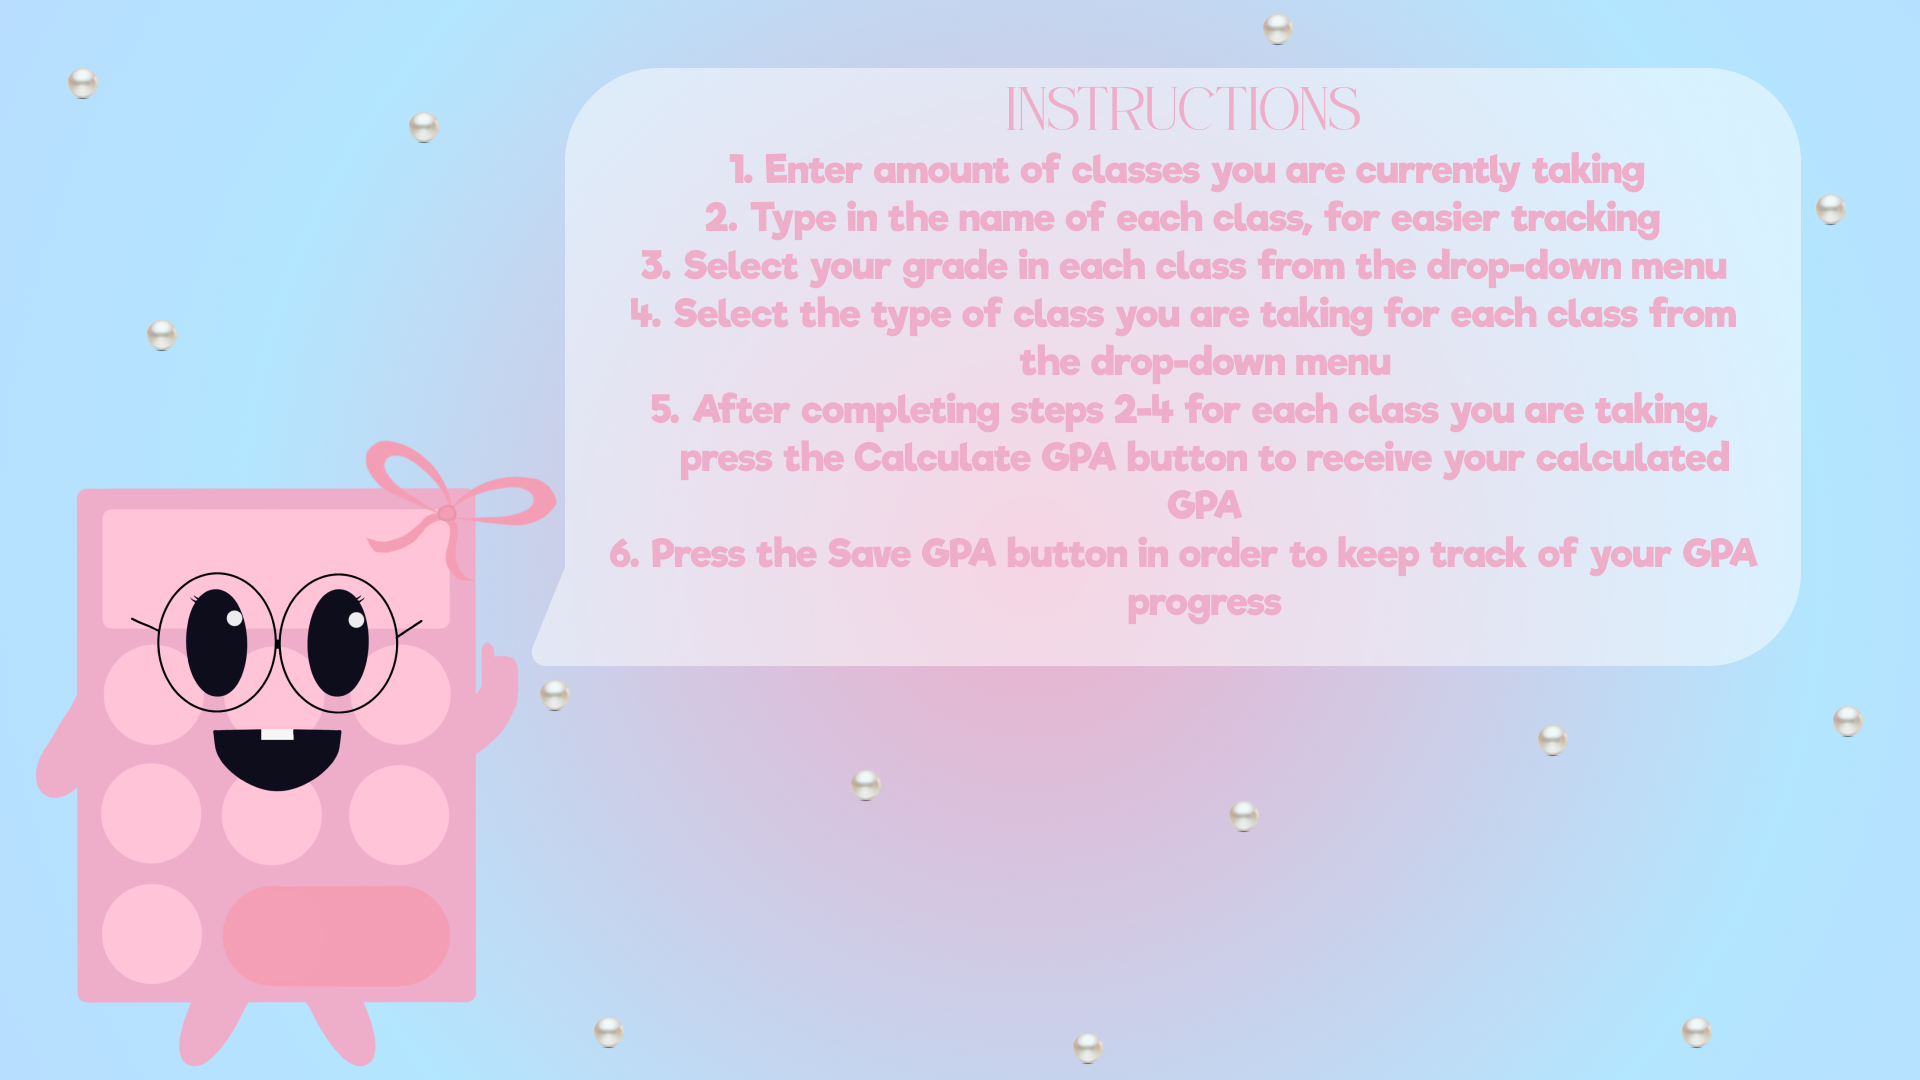 INSTRUCTIONS
1. Enter amount of classes you are currently taking
2. Type in the name of each class, for easier tracking
3. Select your grade in each class from the drop-down menu
4. Select the type of class you are taking for each class from
the drop-down menu
5. After completing steps 2-4 for each class you are taking,
press the Calculate GPA button to receive your calculated
GPA
6. Press the Save GPA button in order to keep track of your GPA
progress